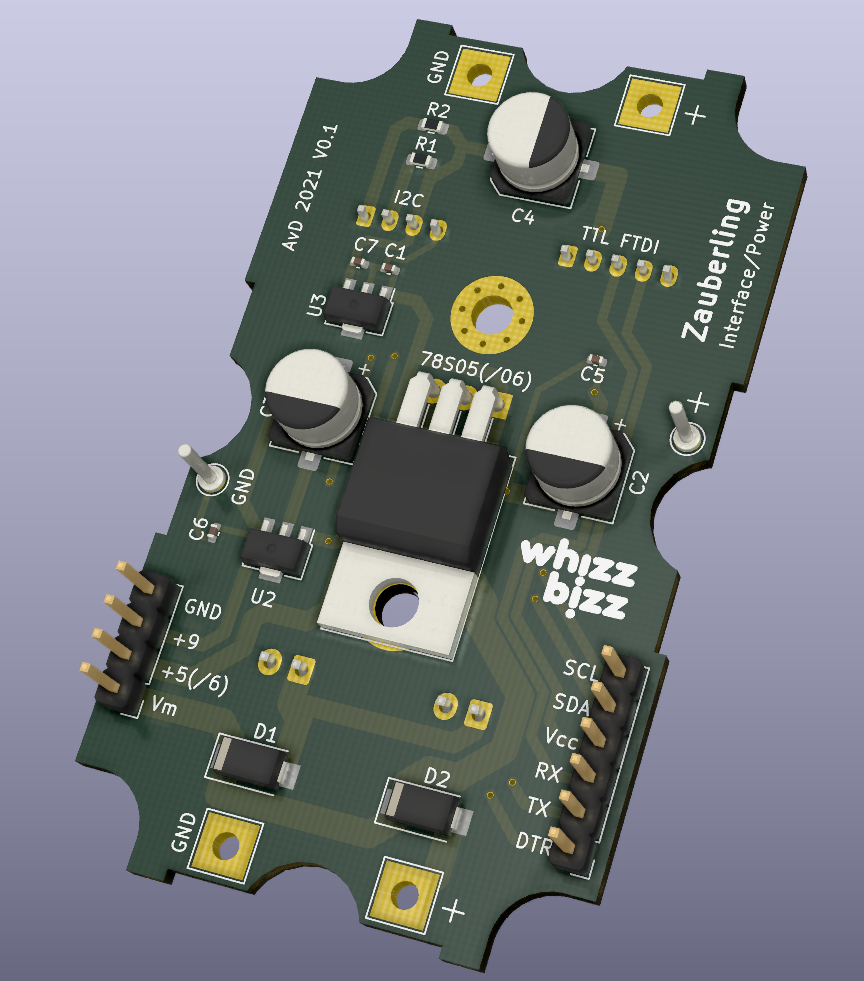 GND
+
R2
R1
C4
AvD 2021 V0.1
I2C
C7 C1
U3
TTL FTDI
Zauberling
Interface/Power
78S05(/06)
C5
+
+
+
C2
GND
C6
U2
whizz
bizz
GND
+9
+5(/6)
Vm
SCL
SDA
Vcc
RX
TX
DTR
D1
D2
GND
+